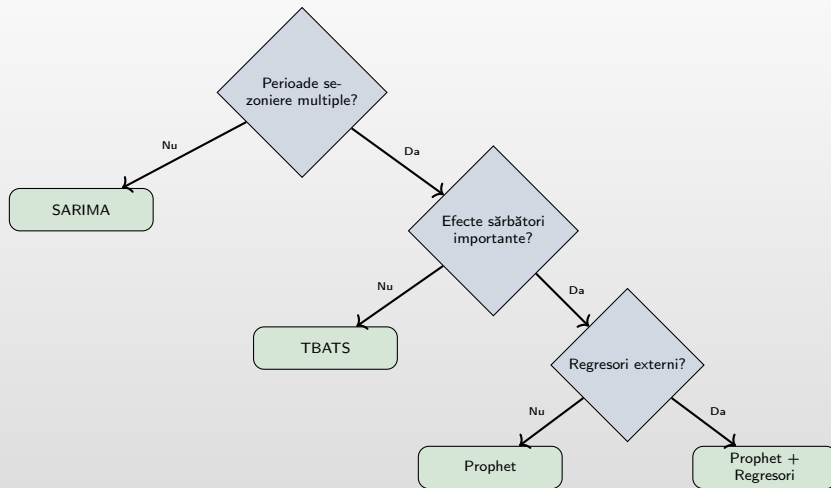 Perioade se-
zoniere multiple?
Nu
Da
SARIMA
Efecte sărbători
importante?
Nu
Da
TBATS
Regresori externi?
Nu
Da
Prophet
Prophet +
Regresori